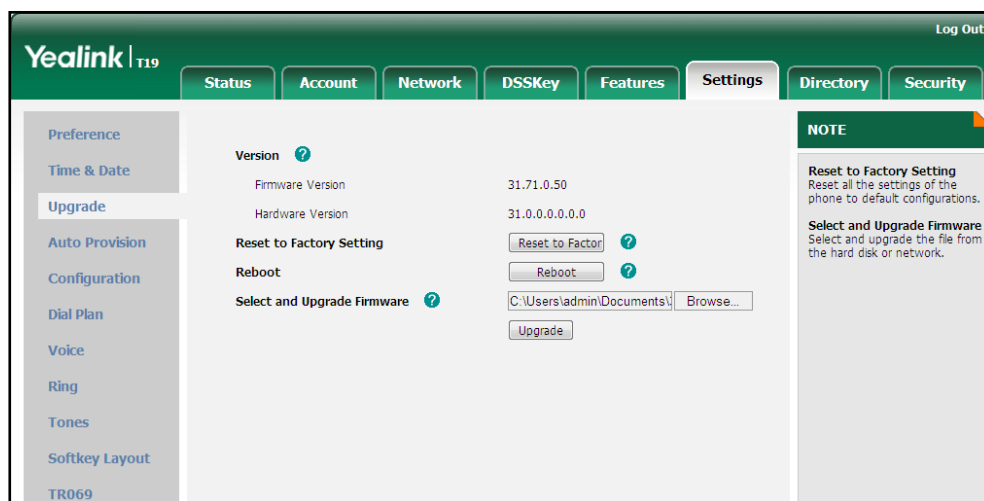 Log Out
Yealink T19
Status Account Network DSSKey Features Settings Directory Security
Preference
Time & Date
Upgrade
Auto Provision
Configuration
Dial Plan
Voice
Ring
Tones
Softkey Layout
TR069
Version ?
Firmware Version 31.71.0.50
Hardware Version 31.0.0.0.0.0.0
Reset to Factory Setting Reset to Factor ?
Reboot Reboot ?
Select and Upgrade Firmware ? C:\Users\admin\Documents\ Browse...
Upgrade
NOTE
Reset to Factory Setting
Reset all the settings of the
phone to default configurations.
Select and Upgrade Firmware
Select and upgrade the file from
the hard disk or network.